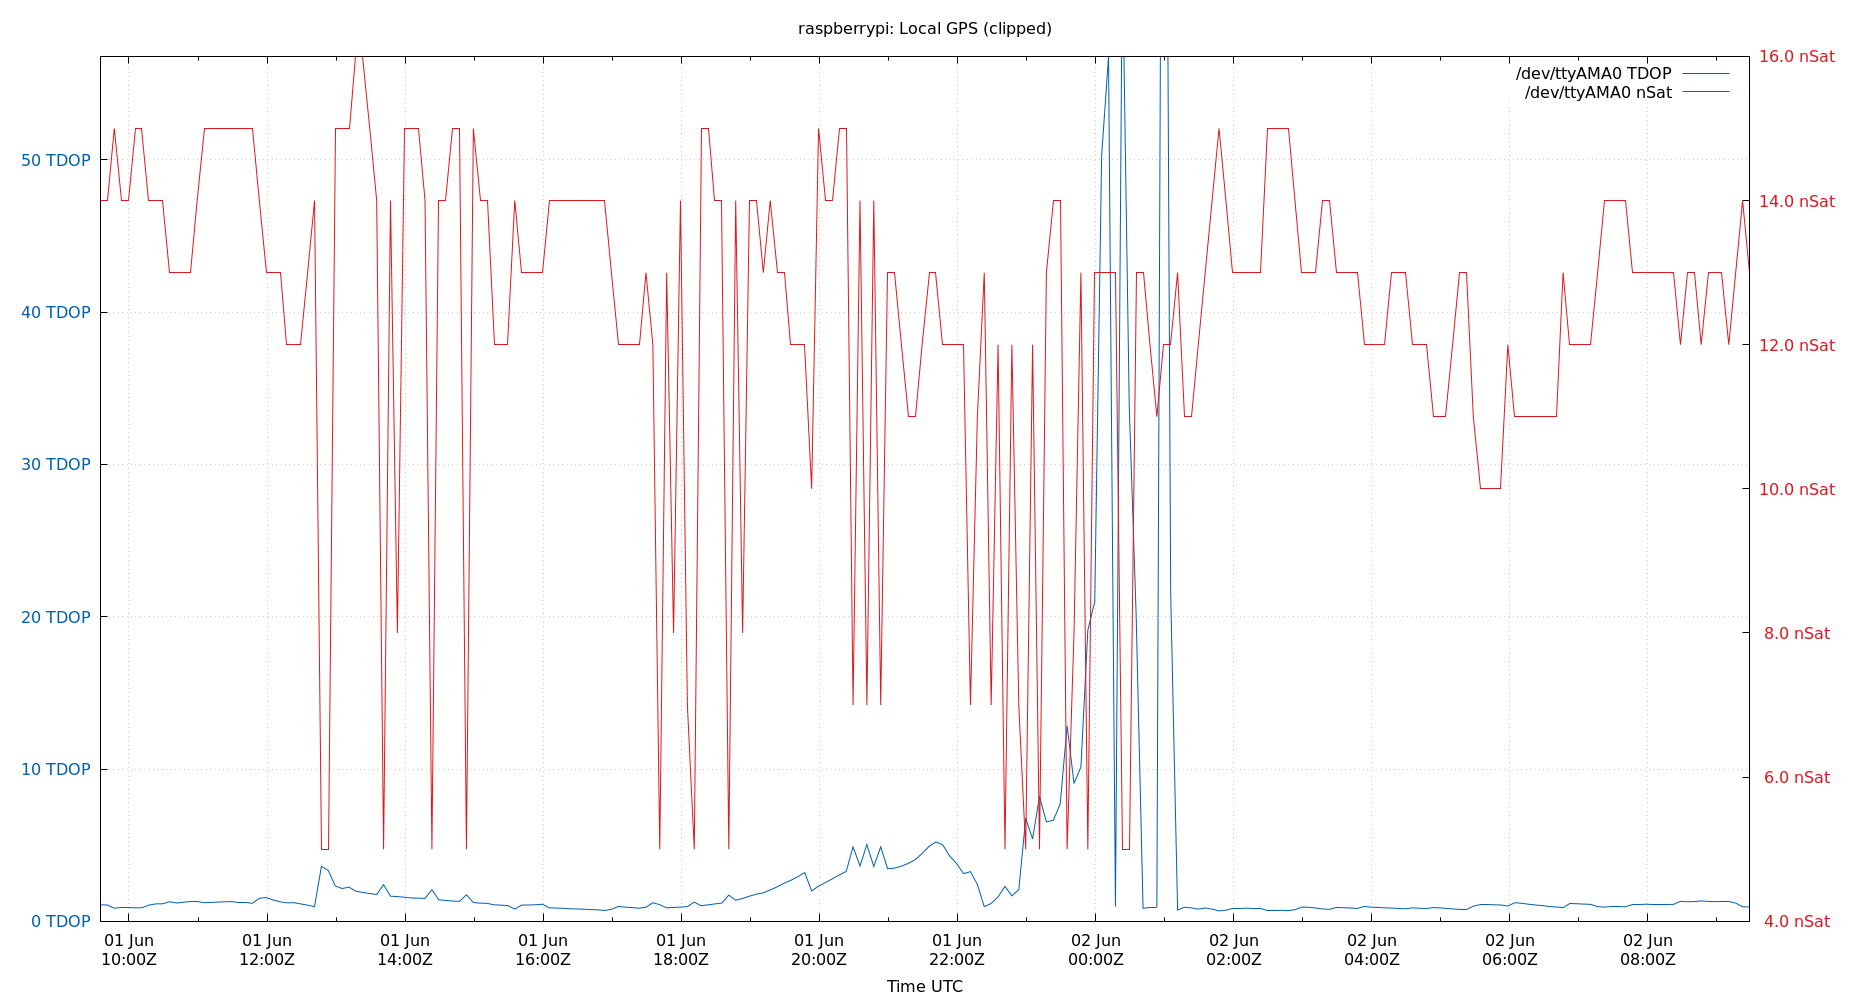 raspberrypi: Local GPS (clipped)
/dev/ttyAMA0 TDOP
/dev/ttyAMA0 nSat
50 TDOP
40 TDOP
30 TDOP
20 TDOP
10 TDOP
0 TDOP
16.0 nSat
14.0 nSat
12.0 nSat
10.0 nSat
8.0 nSat
6.0 nSat
4.0 nSat
01 Jun
10:00Z
01 Jun
12:00Z
01 Jun
14:00Z
01 Jun
16:00Z
01 Jun
18:00Z
01 Jun
20:00Z
01 Jun
22:00Z
02 Jun
00:00Z
02 Jun
02:00Z
02 Jun
04:00Z
02 Jun
06:00Z
02 Jun
08:00Z
Time UTC